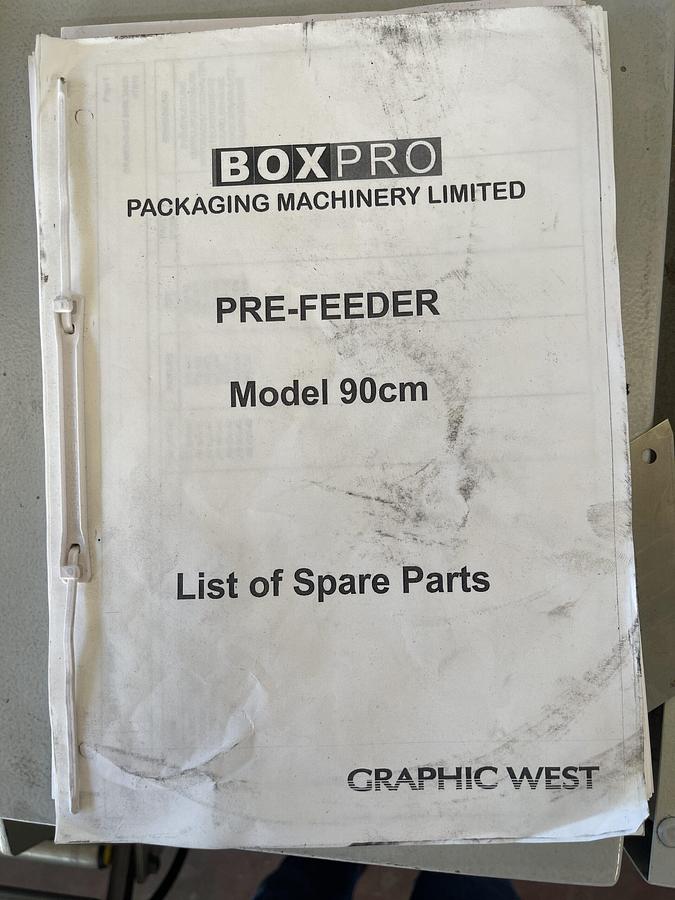 BOXPRO
PACKAGING MACHINERY LIMITED
PRE-FEEDER
Model 90cm
List of Spare Parts
GRAPHIC WEST